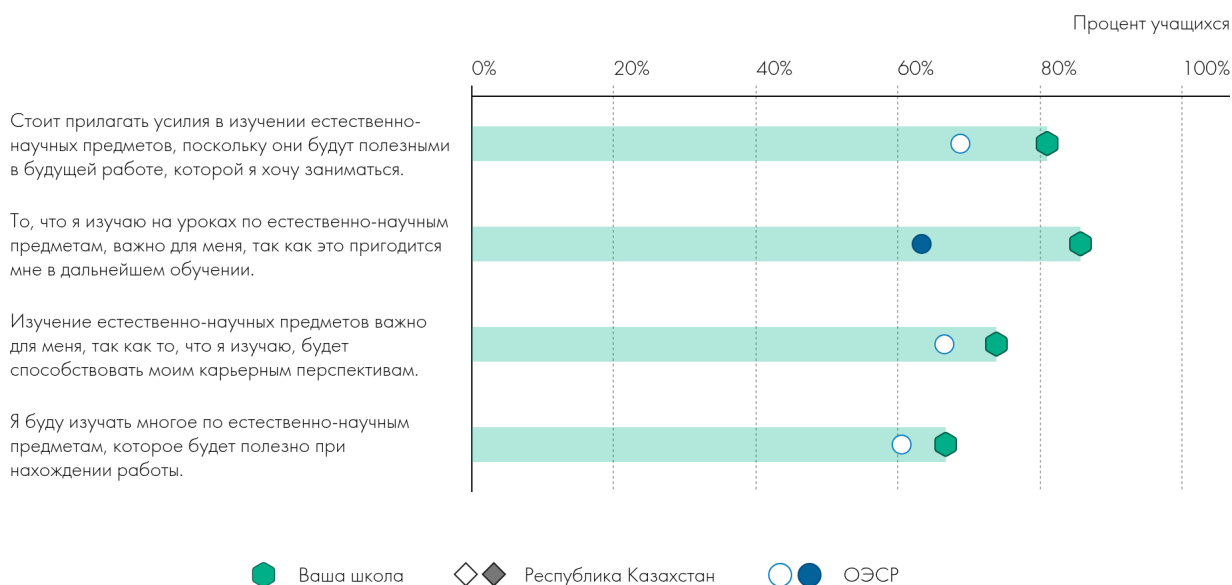 Процент учащихся
0% 20% 40% 60% 80% 100%
Стоит прилагать усилия в изучении естественно-
научных предметов, поскольку они будут полезными
в будущей работе, которой я хочу заниматься.
То, что я изучаю на уроках по естественно-научным
предметам, важно для меня, так как это пригодится
мне в дальнейшем обучении.
Изучение естественно-научных предметов важно
для меня, так как то, что я изучаю, будет
способствовать моим карьерным перспективам.
Я буду изучать многое по естественно-научным
предметам, которое будет полезно при
нахождении работы.
Ваша школа Республика Казахстан ОЭСР